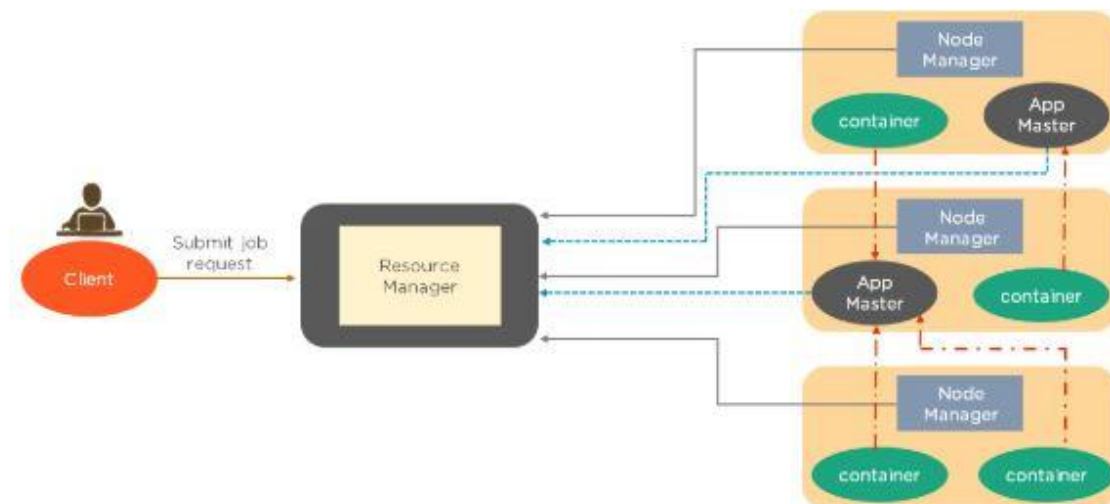 Node
Manager
container
App
Master
Submit job
request
Client
Resource
Manager
Node
Manager
App
Master
container
Node
Manager
container
container